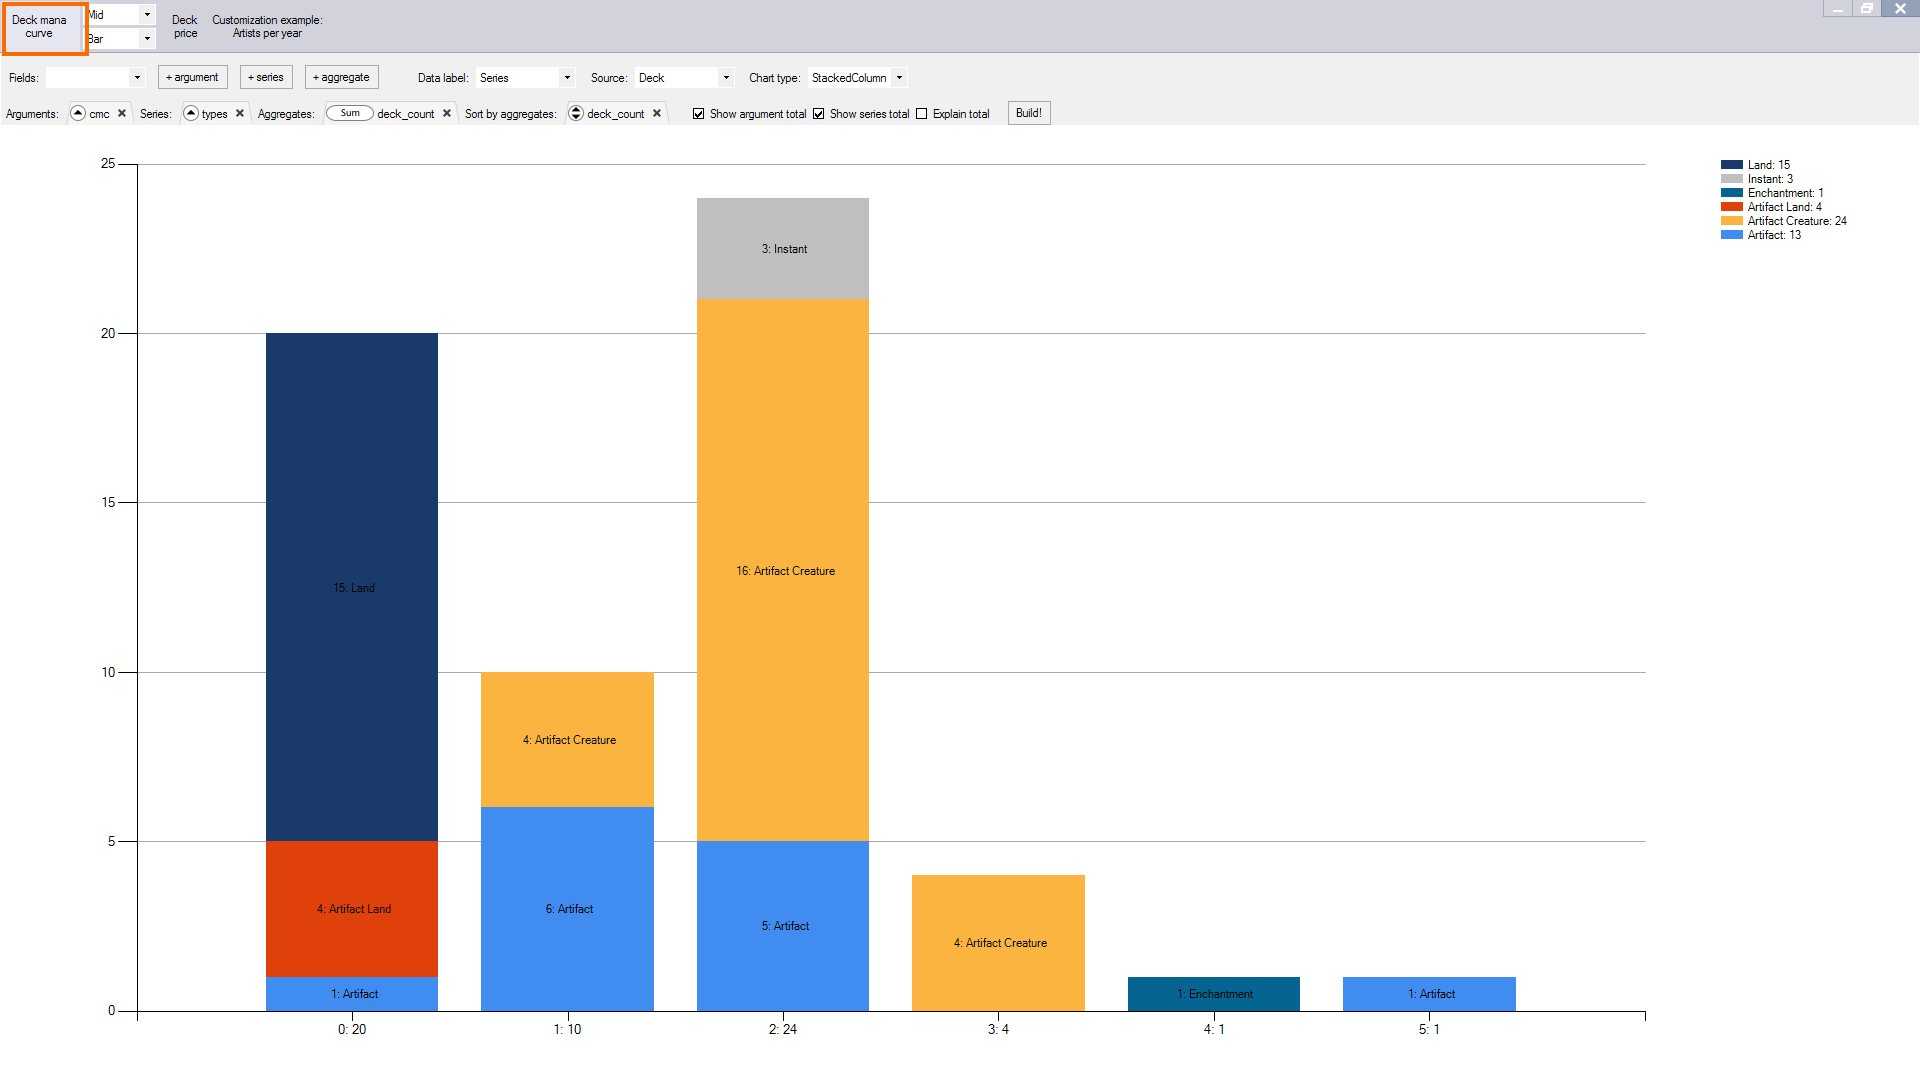 Deck mana
curve
Mid
Bar
Deck
price
Customization example:
Artists per year
Fields: + argument + series + aggregate Data label: Series Source: Deck Chart type: StackedColumn
Arguments: cmc Series: types Aggregates: Sum deck_count Sort by aggregates: deck_count Show argument total Show series total Explain total Build!
25
20
15
10
5
0
Land: 15
Instant: 3
Enchantment: 1
Artifact Land: 4
Artifact Creature: 24
Artifact: 13
15: Land
4: Artifact Land
1: Artifact
4: Artifact Creature
6: Artifact
3: Instant
16: Artifact Creature
5: Artifact
4: Artifact Creature
1: Enchantment
1: Artifact
0: 20 1: 10 2: 24 3: 4 4: 1 5: 1